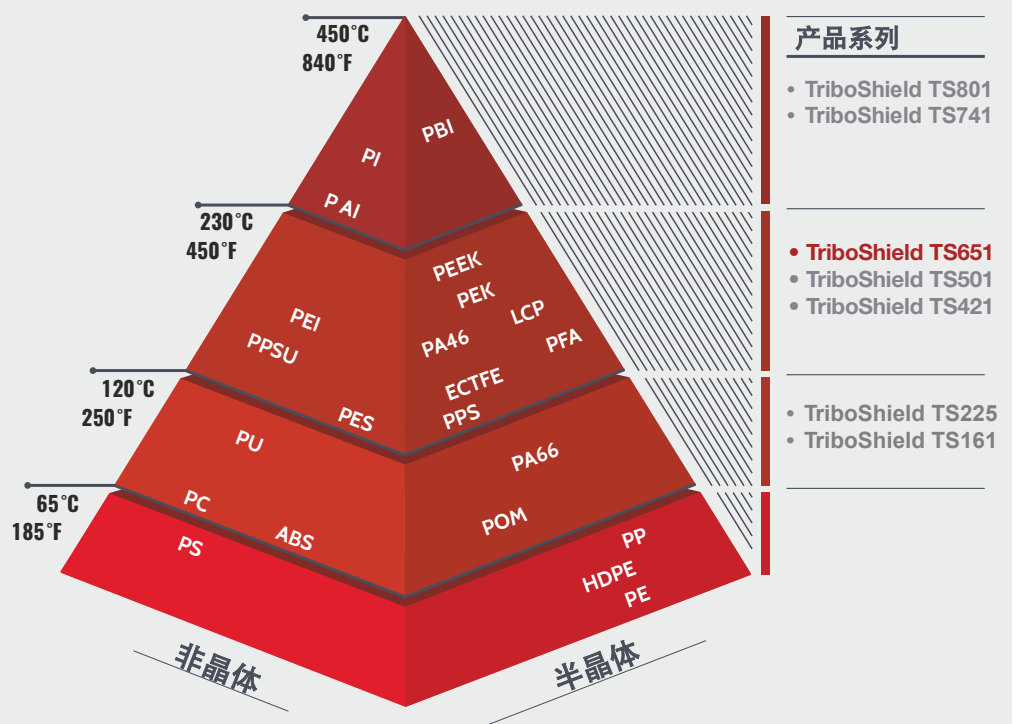 450°C
840°F
产品系列
• TriboShield TS801
• TriboShield TS741
PBI
PI
P AI
230°C
450°F
• TriboShield TS651
• TriboShield TS501
• TriboShield TS421
PEEK
PEK
LCP
PEI
PPSU
PA46
PFA
ECTFE
PPS
PES
120°C
250°F
• TriboShield TS225
• TriboShield TS161
PU
PA66
PC
ABS
POM
65°C
185°F
PS
PP
HDPE
PE
非晶体
半晶体